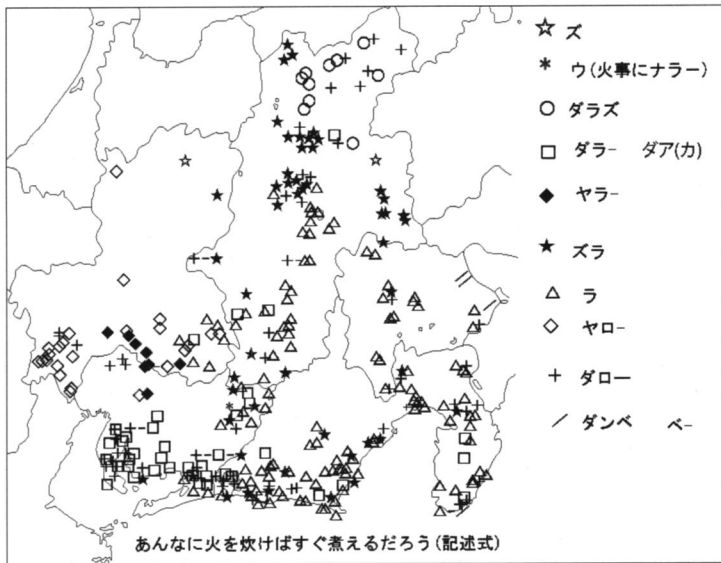 ズ
ウ(火事にナラー)
ダラズ
ダラー ダア(カ)
ヤラー
ズラ
ラ
ヤロー
ダロー
ダンベ ベー
あんなに火を炊けばすぐ煮えるだろう(記述式)